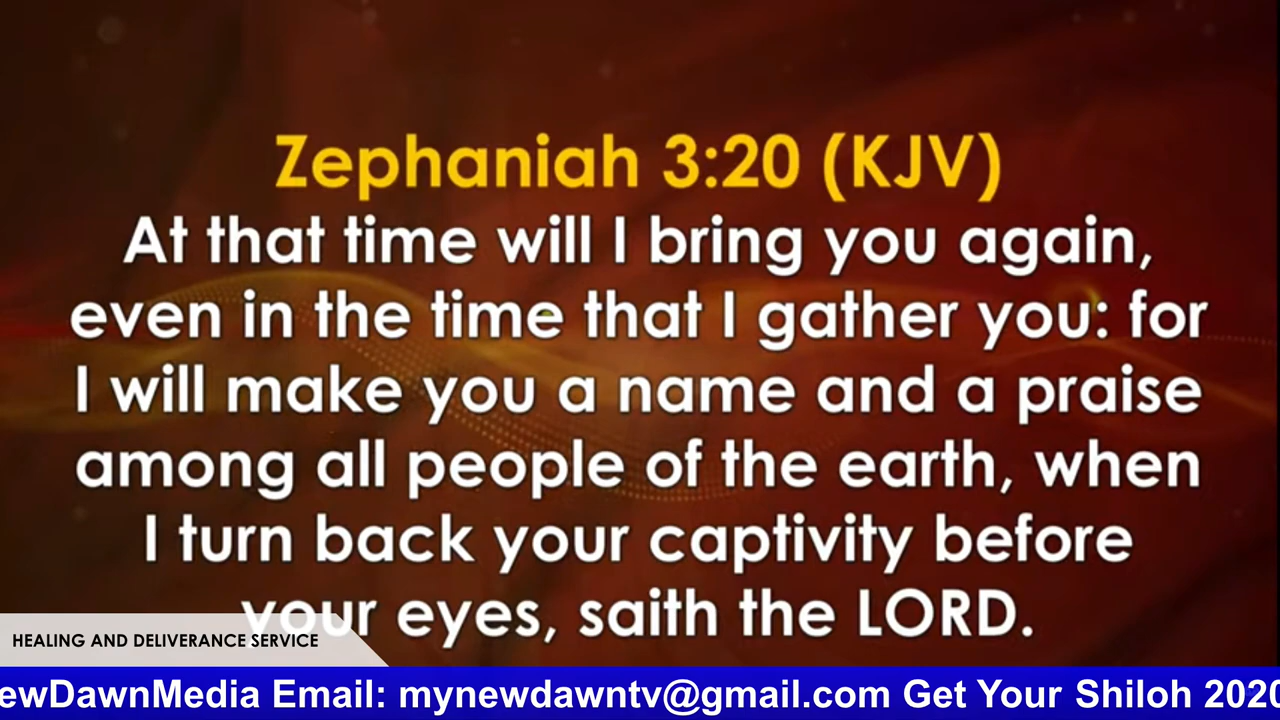 Zephaniah 3:20 (KJV)
At that time will I bring you again,
even in the time that I gather you: for
I will make you a name and a praise
among all people of the earth, when
I turn back your captivity before
your eyes, saith the LORD.
HEALING AND DELIVERANCE SERVICE
ewDawnMedia Email: mynewdawntv@gmail.com Get Your Shiloh 2020